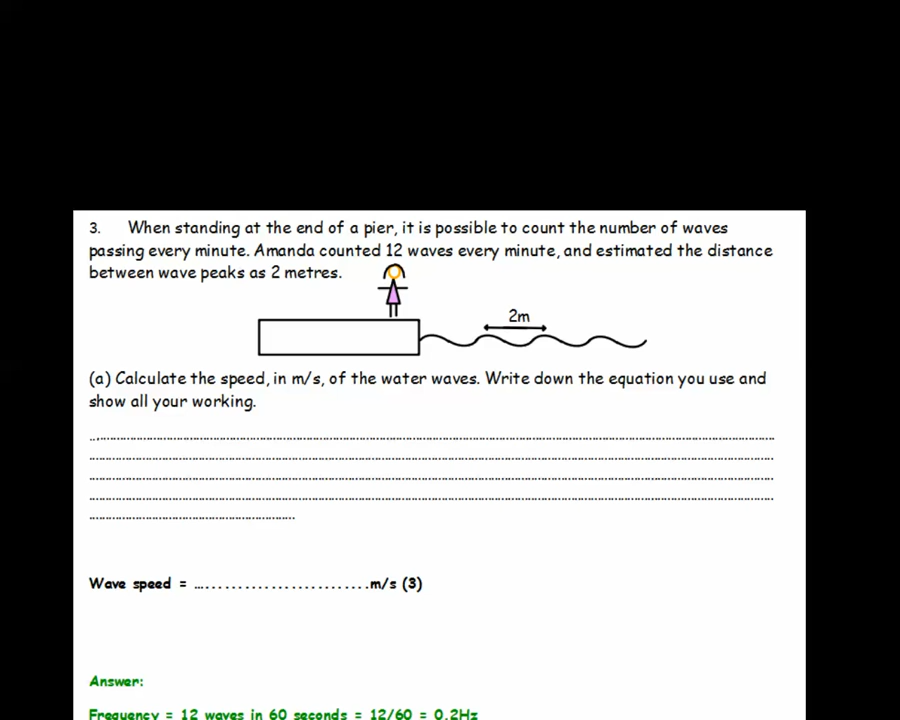 3. When standing at the end of a pier, it is possible to count the number of waves
passing every minute. Amanda counted 12 waves every minute, and estimated the distance
between wave peaks as 2 metres.
2m
(a) Calculate the speed, in m/s, of the water waves. Write down the equation you use and
show all your working.
Wave speed = ........................... m/s (3)
Answer:
Frequency = 12 waves in 60 seconds = 12/60 = 0.2Hz